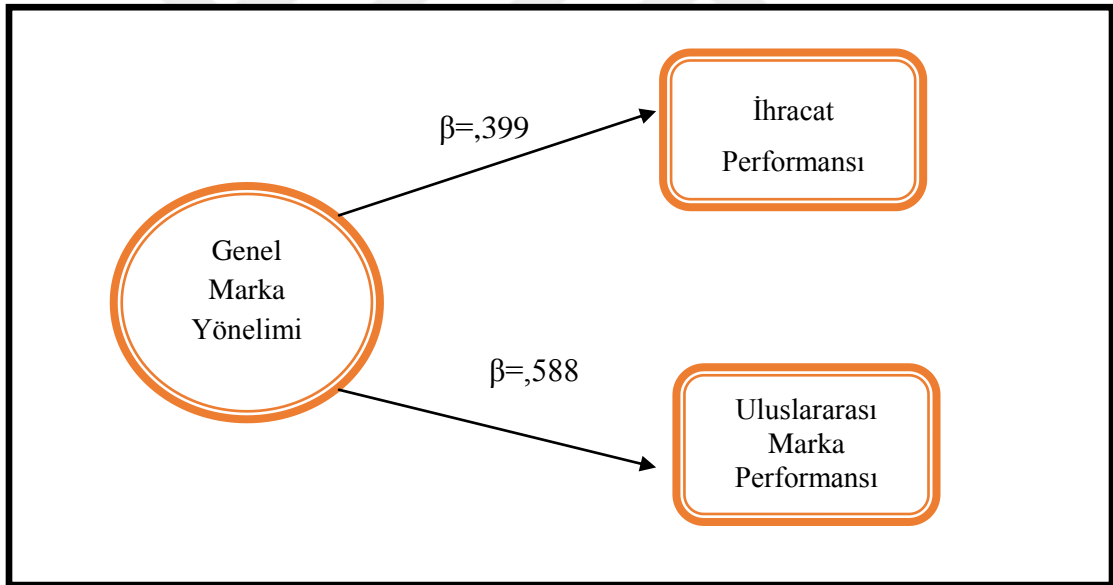 β=,399
İhracat
Performansı
Genel
Marka
Yönelimi
β=,588
Uluslararası
Marka
Performansı